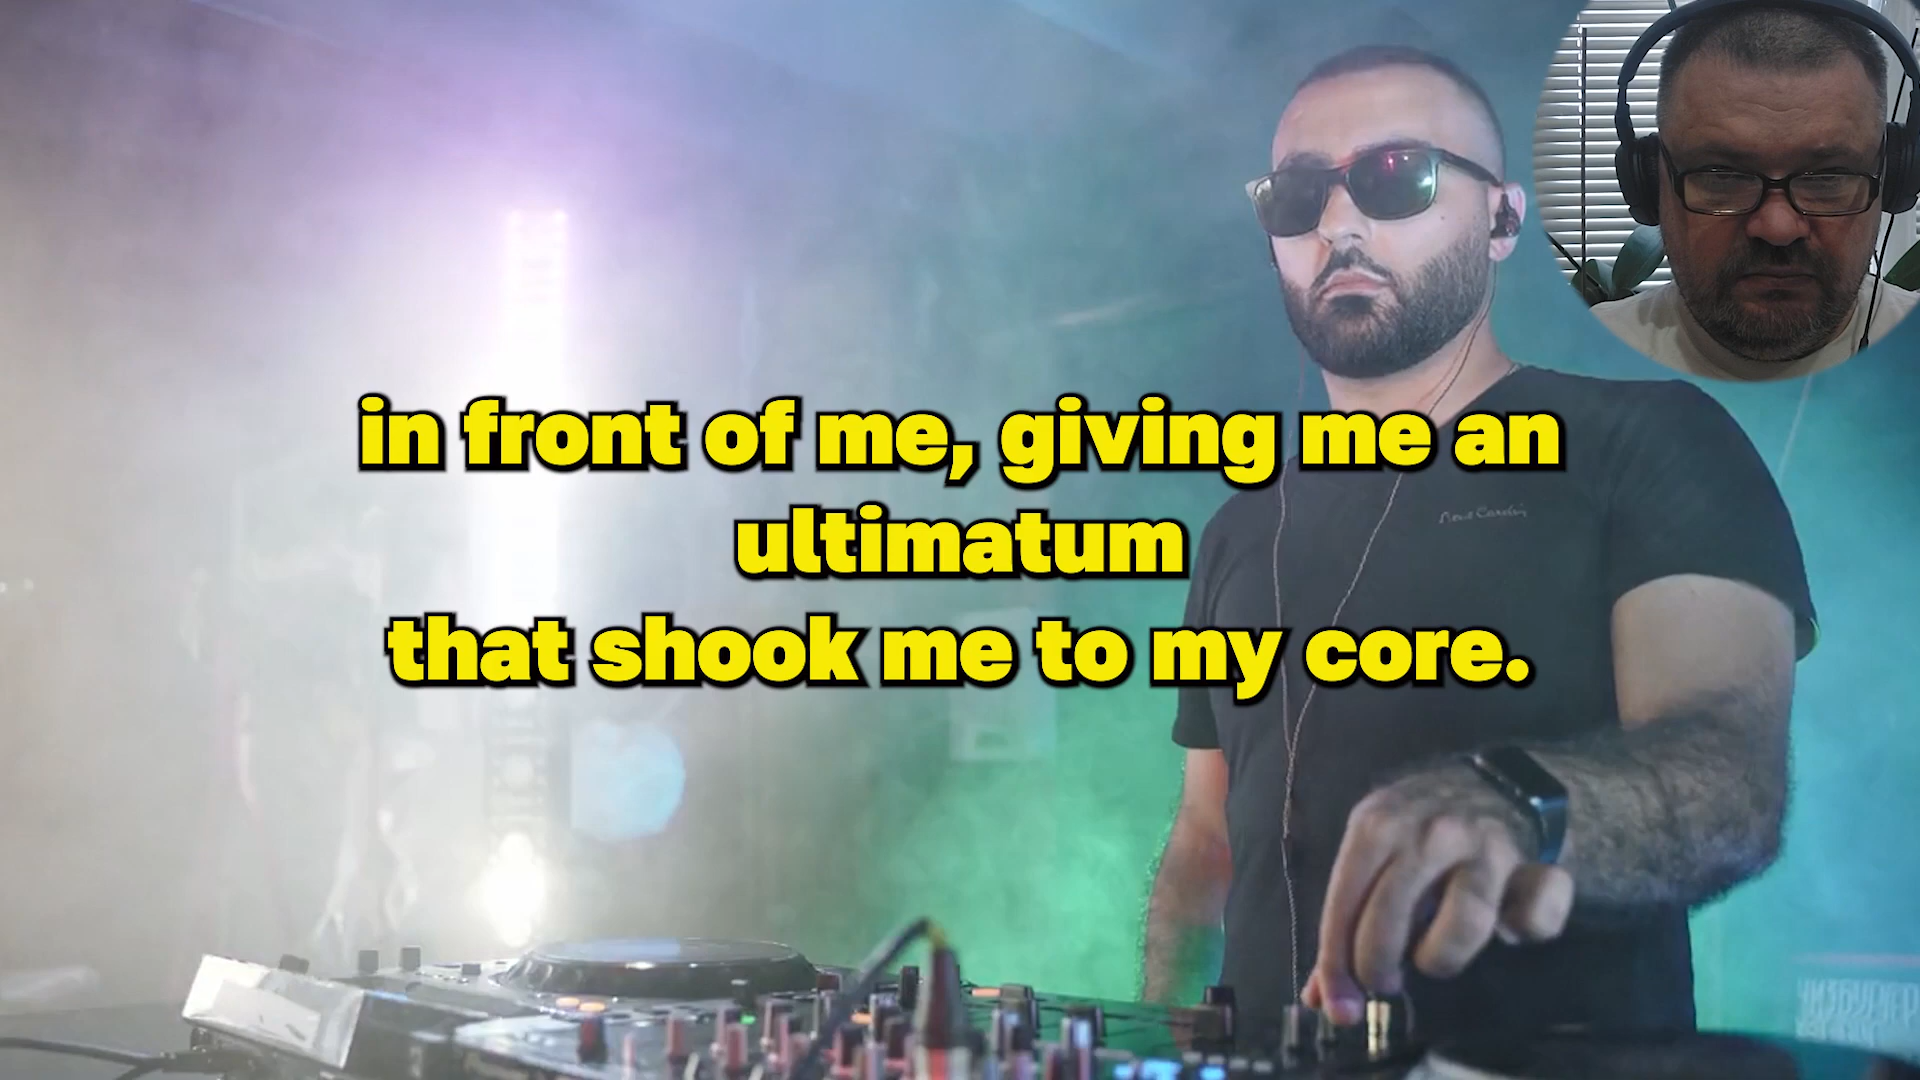 in front of me, giving me an
ultimatum
that shook me to my core.